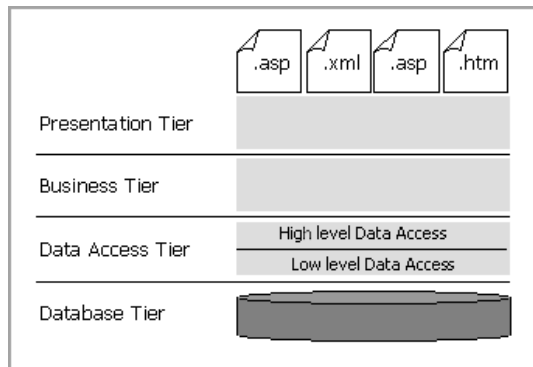 .asp .xml .asp .htm
Presentation Tier
Business Tier
High level Data Access
Data Access Tier
Low level Data Access
Database Tier